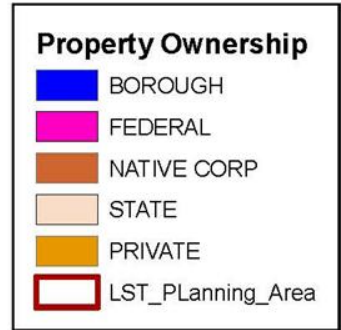 Property Ownership
BOROUGH
FEDERAL
NATIVE CORP
STATE
PRIVATE
LST_PLanning_Area